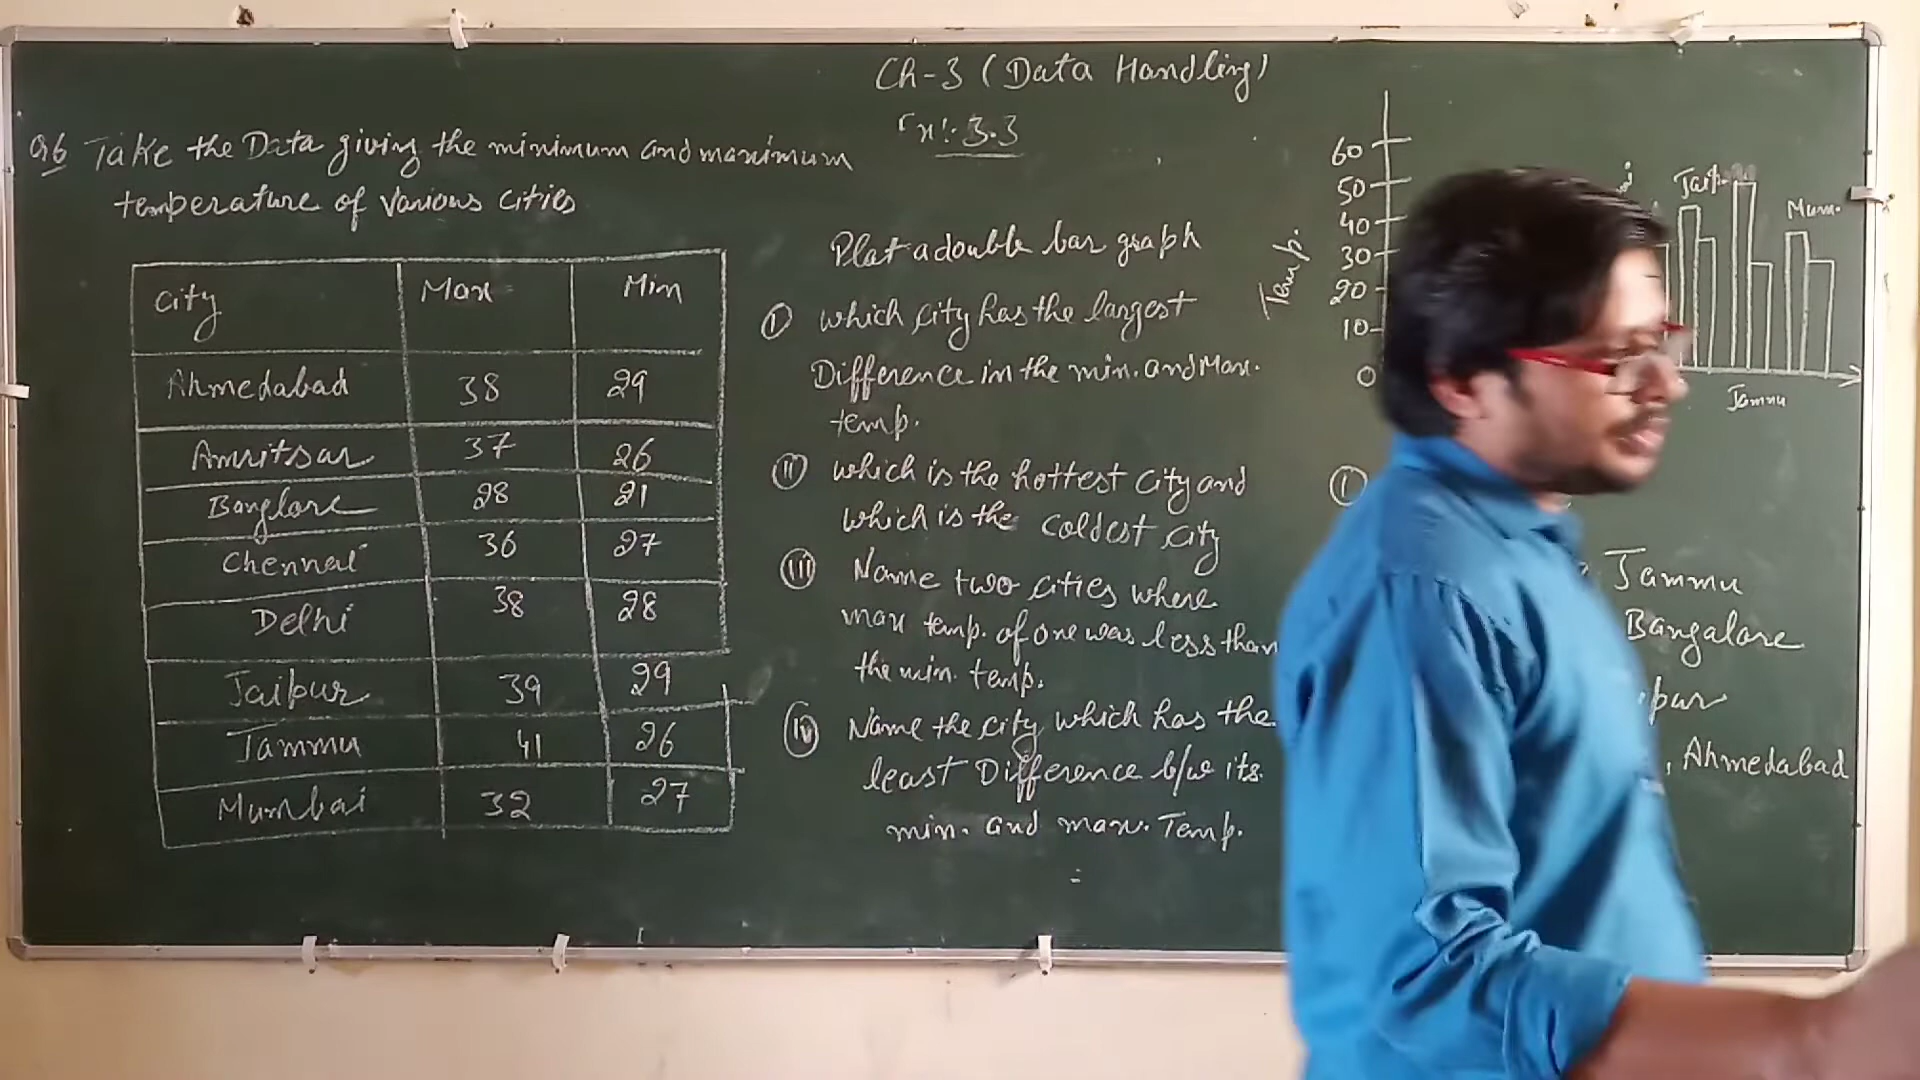 Ch-3 (Data Handling)
Ex:- 3.3
Q6 Take the Data giving the minimum and maximum
temperature of various cities
City Max Min
Ahmedabad 38 29
Amritsar 37 26
Banglore 28 21
Chennai 36 27
Delhi 38 28
Jaipur 39 29
Jammu 41 26
Mumbai 32 27
Plot a double bar graph
(i) which city has the largest
Difference in the min. and Max.
temp.
(ii) which is the hottest city and
which is the coldest city
(iii) Name two cities where
max temp. of one was less than
the min. temp.
(iv) Name the city which has the
least Difference b/w its
min. and max. Temp.
=
60
50
40
30
20
10
0
Temp.
Jaip.
Mum.
Jammu
(i)
Jammu
Bangalore
pur
, Ahmedabad